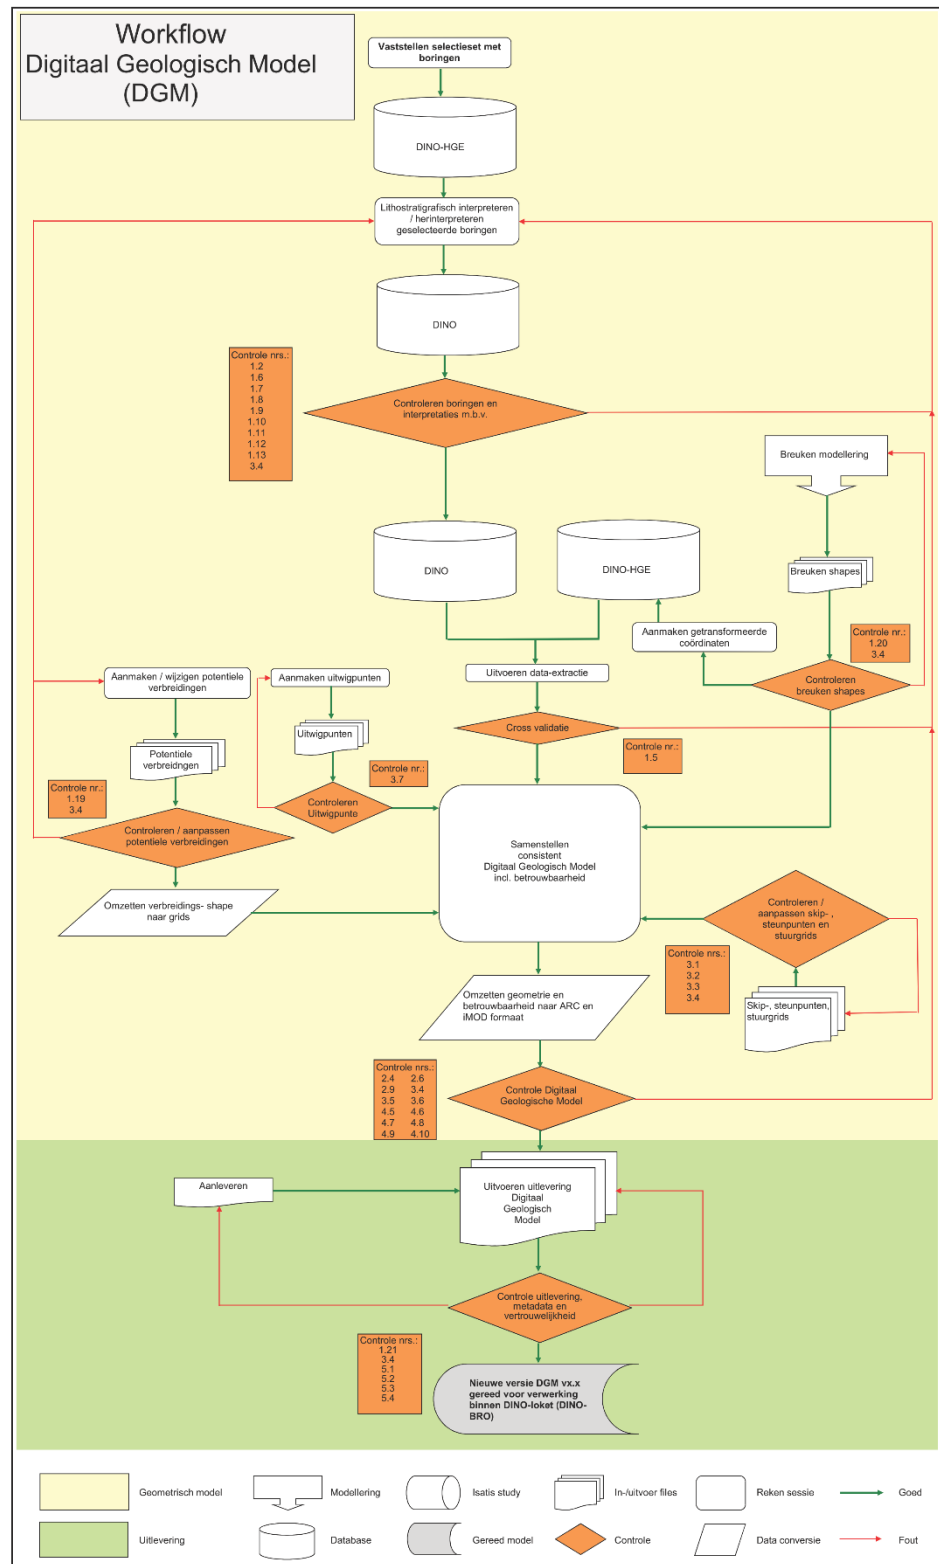 Workflow
Digitaal Geologisch Model
(DGM)
Vaststellen selectieset met
boringen
DINO-HGE
Lithostratigrafisch interpreteren
/ herinterpreteren
geselecteerde boringen
DINO
Controle nrs.:
1.2
1.6
1.7
1.8
1.9
1.10
1.11
1.12
1.13
3.4
Controleren boringen en
interpretaties m.b.v.
Breuken modellering
DINO
DINO-HGE
Breuken shapes
Aanmaken getransformeerde
coördinaten
Controle nr.:
1.20
3.4
Controleren
breuken shapes
Uitvoeren data-extractie
Aanmaken / wijzigen potentiele
verbreidingen
Aanmaken uitwigpunten
Cross validatie
Controle nr.:
1.5
Uitwigpunten
Potentiele
verbreidngen
Controle nr.:
3.7
Controle nr.:
1.19
3.4
Controleren
Uitwigpunte
Controleren / aanpassen
potentiele verbreidingen
Samenstellen
consistent
Digitaal Geologisch Model
incl. betrouwbaarheid
Omzetten verbreidings- shape
naar grids
Controleren /
aanpassen skip- ,
steunpunten en
stuurgrids
Controle nrs.:
3.1
3.2
3.3
3.4
Skip-, steunpunten,
stuurgrids
Omzetten geometrie en
betrouwbaarheid naar ARC en
iMOD formaat
Controle nrs.:
2.4 2.6
2.9 3.4
3.5 3.6
4.5 4.6
4.7 4.8
4.9 4.10
Controle Digitaal
Geologische Model
Aanleveren
Uitvoeren uitlevering
Digitaal
Geologisch
Model
Controle uitlevering,
metadata en
vertrouwelijkheid
Controle nrs.:
1.21
3.4
5.1
5.2
5.3
5.4
Nieuwe versie DGM vx.x
gereed voor verwerking
binnen DINO-loket (DINO-
BRO)
Geometrisch model
Modellering
Isatis study
In-/uitvoer files
Reken sessie
Goed
Uitlevering
Database
Gereed model
Controle
Data conversie
Fout